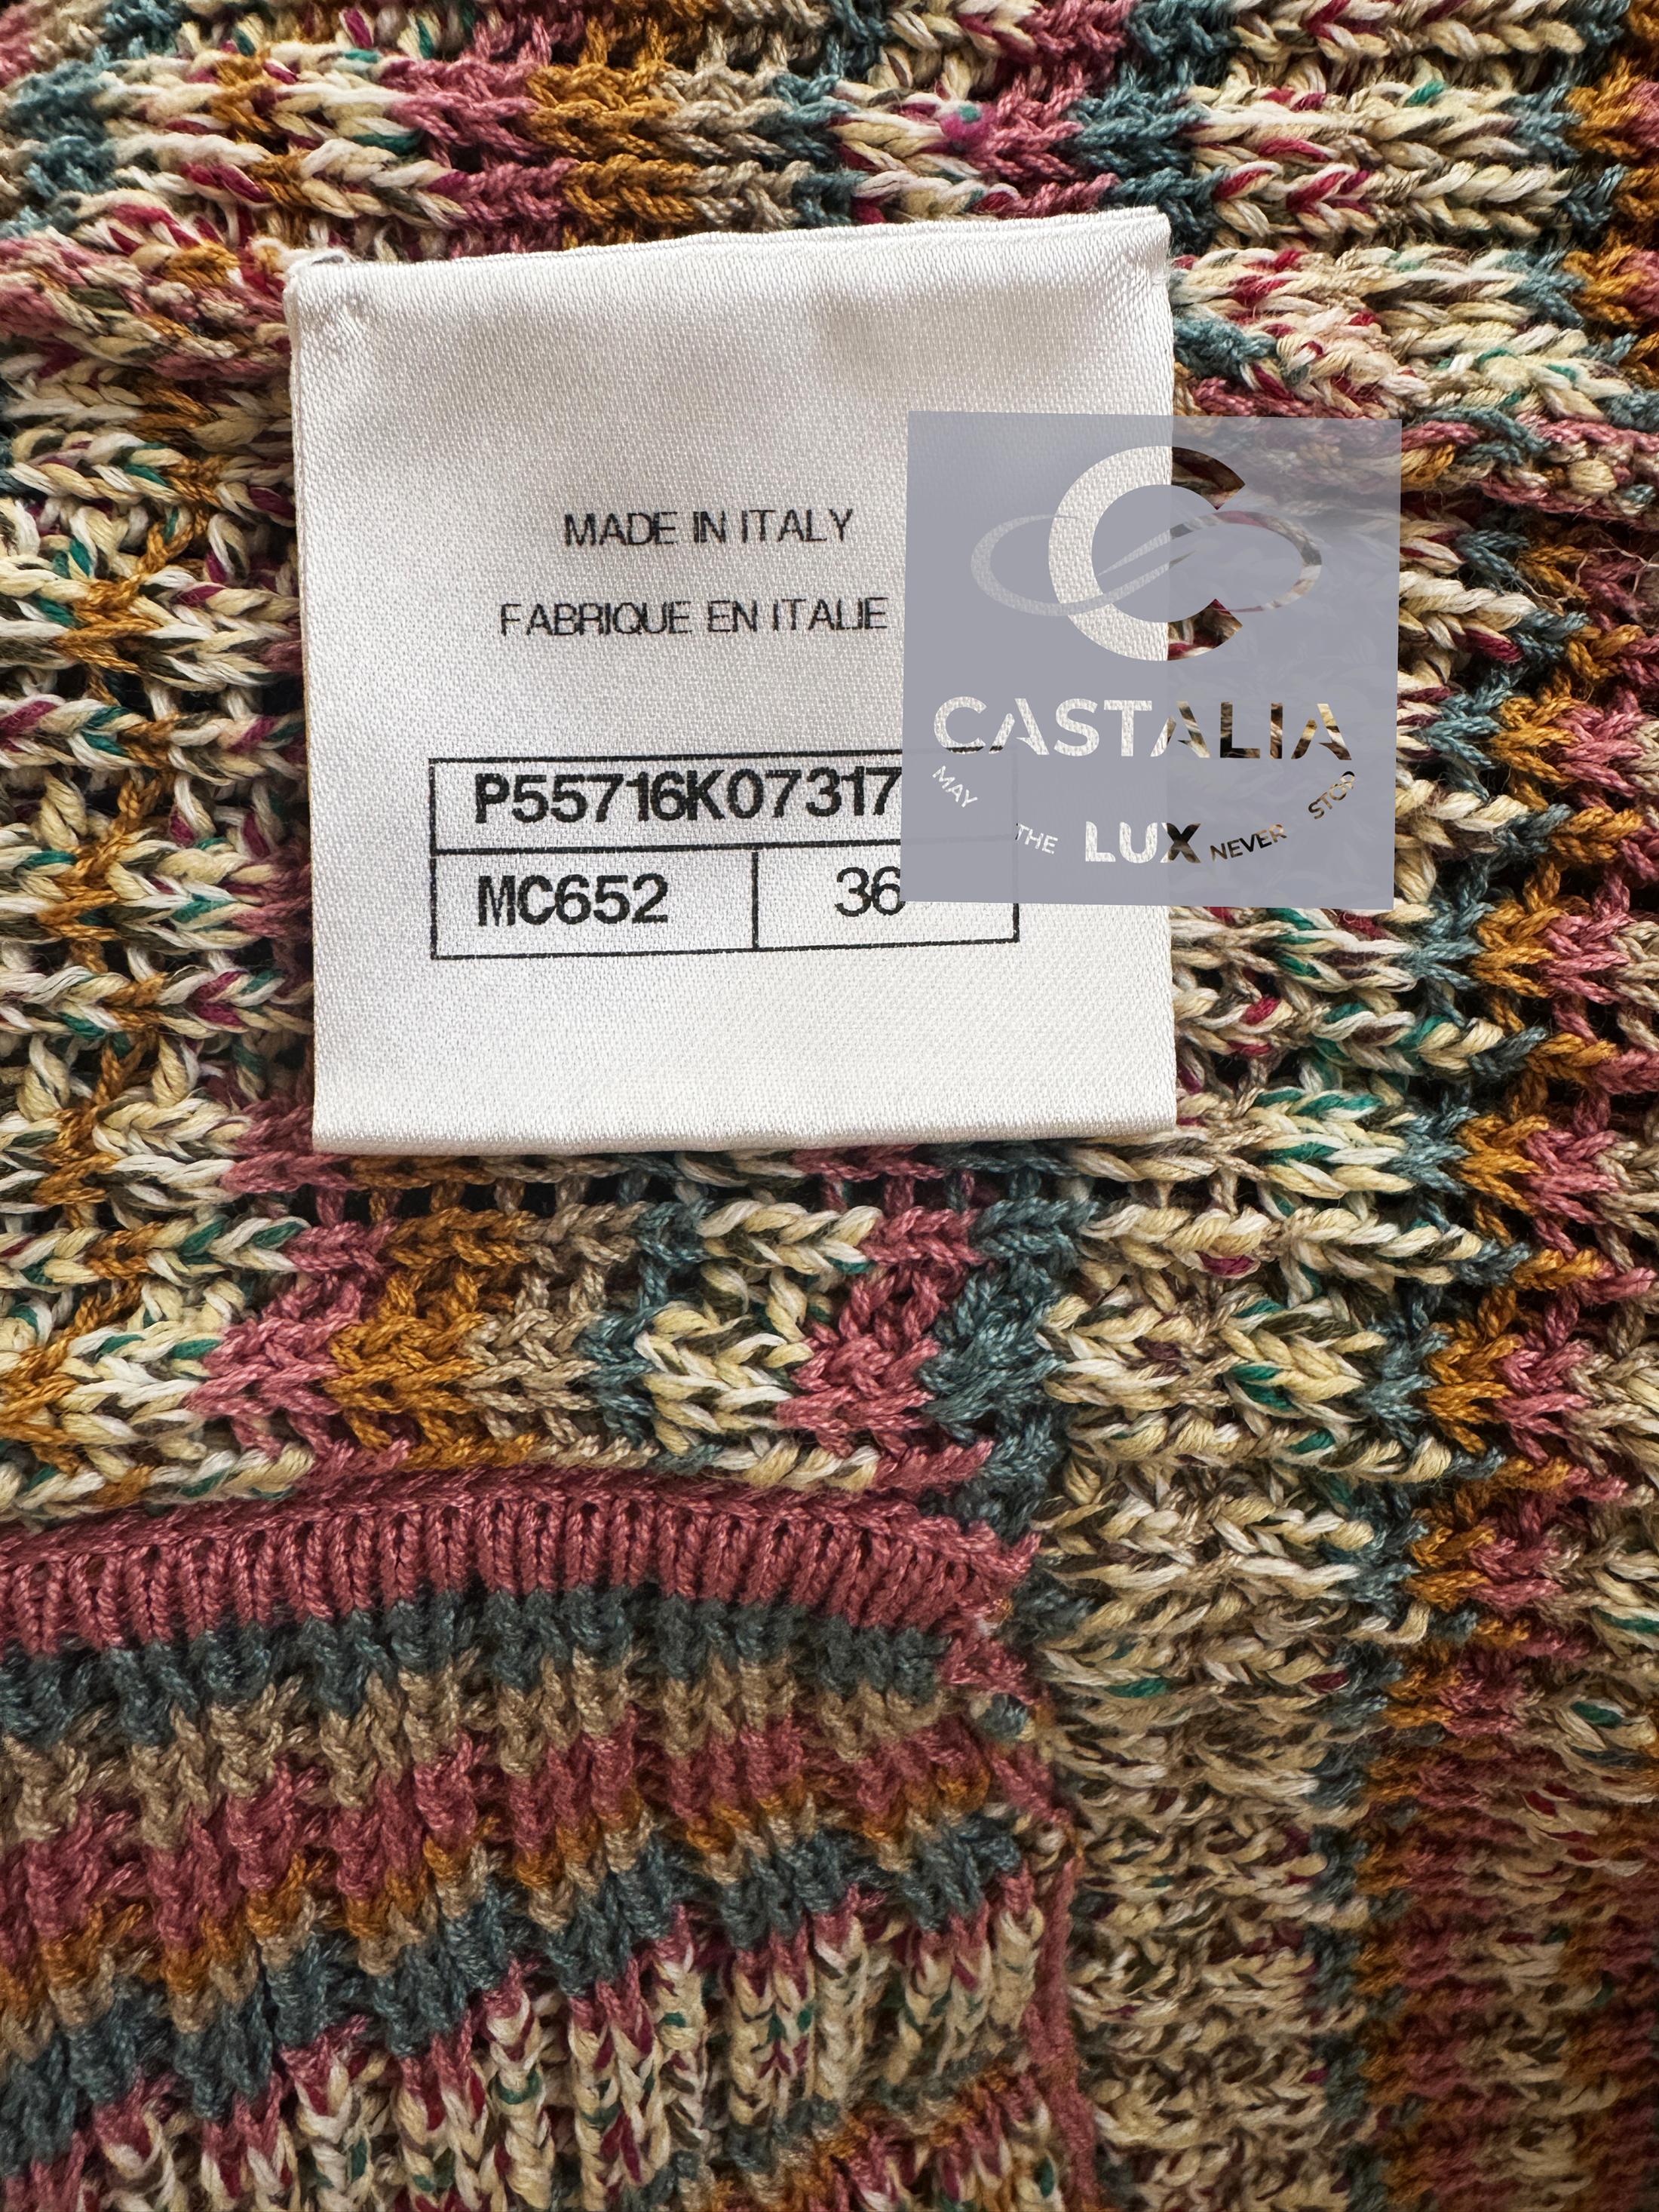 MADE IN ITALY
FABRIQUE EN ITALIE
P55716K07317
MC652
36
CASTALIA
MAY THE LUX NEVER STOP